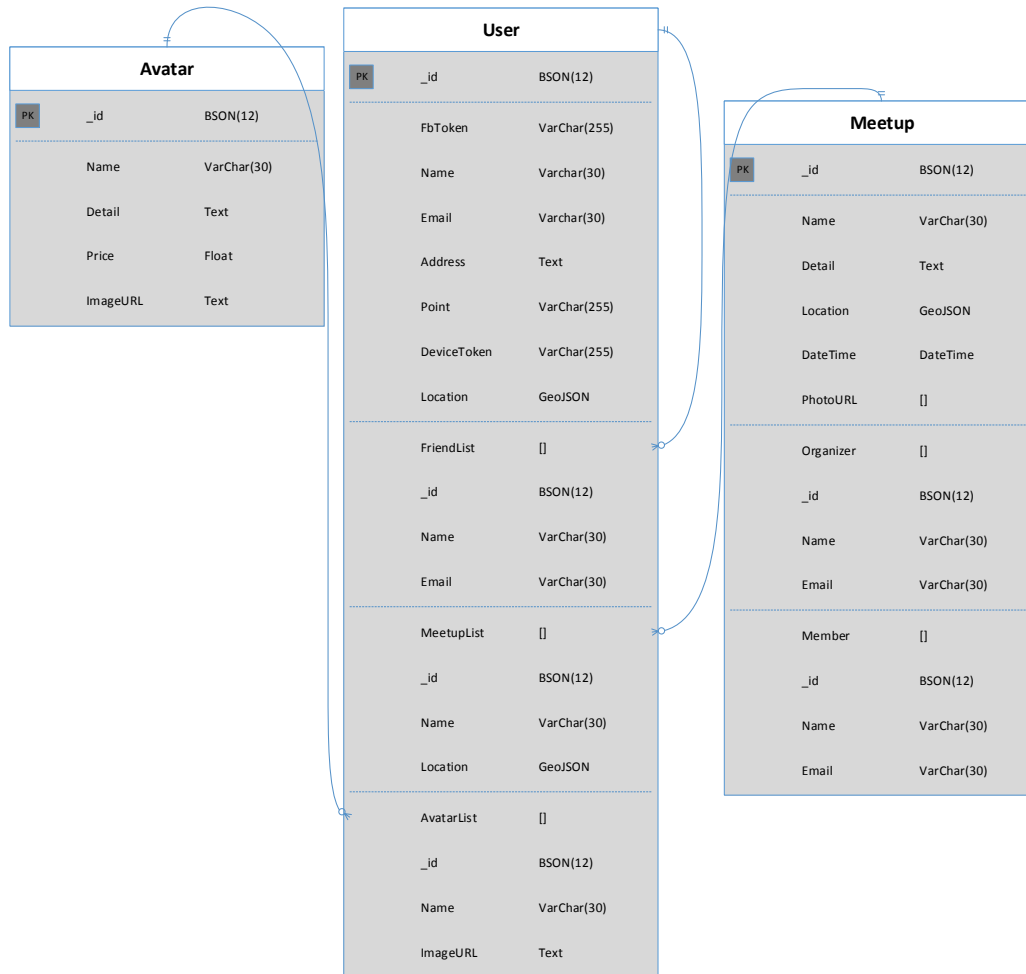 Avatar
PK _id BSON(12)
Name VarChar(30)
Detail Text
Price Float
ImageURL Text
User
PK _id BSON(12)
FbToken VarChar(255)
Name Varchar(30)
Email Varchar(30)
Address Text
Point VarChar(255)
DeviceToken VarChar(255)
Location GeoJSON
FriendList []
_id BSON(12)
Name VarChar(30)
Email VarChar(30)
MeetupList []
_id BSON(12)
Name VarChar(30)
Location GeoJSON
AvatarList []
_id BSON(12)
Name VarChar(30)
ImageURL Text
Meetup
PK _id BSON(12)
Name VarChar(30)
Detail Text
Location GeoJSON
DateTime DateTime
PhotoURL []
Organizer []
_id BSON(12)
Name VarChar(30)
Email VarChar(30)
Member []
_id BSON(12)
Name VarChar(30)
Email VarChar(30)